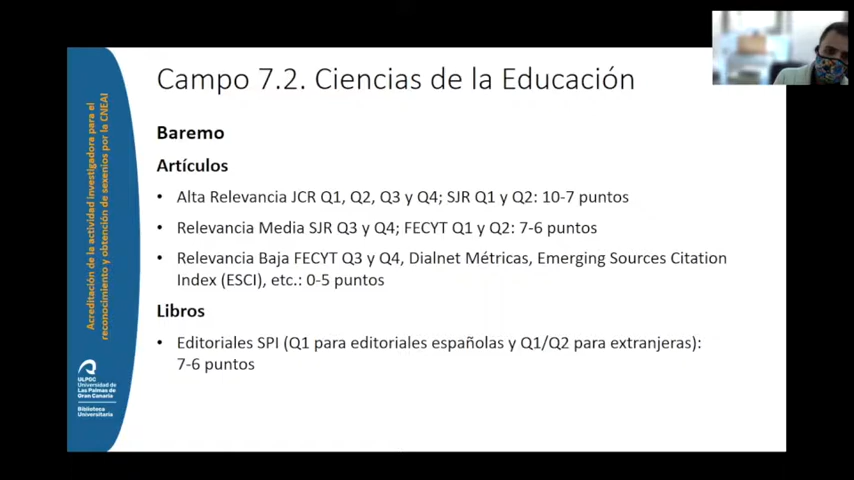 Campo 7.2. Ciencias de la Educación
Baremo
Artículos
• Alta Relevancia JCR Q1, Q2, Q3 y Q4; SJR Q1 y Q2: 10-7 puntos
• Relevancia Media SJR Q3 y Q4; FECYT Q1 y Q2: 7-6 puntos
• Relevancia Baja FECYT Q3 y Q4, Dialnet Métricas, Emerging Sources Citation
Index (ESCI), etc.: 0-5 puntos
Libros
• Editoriales SPI (Q1 para editoriales españolas y Q1/Q2 para extranjeras):
7-6 puntos
Acreditación de la actividad investigadora para el
reconocimiento y obtención de sexenios por la CNEAI
ULPGC
Universidad de
Las Palmas de
Gran Canaria
Biblioteca
Universitaria